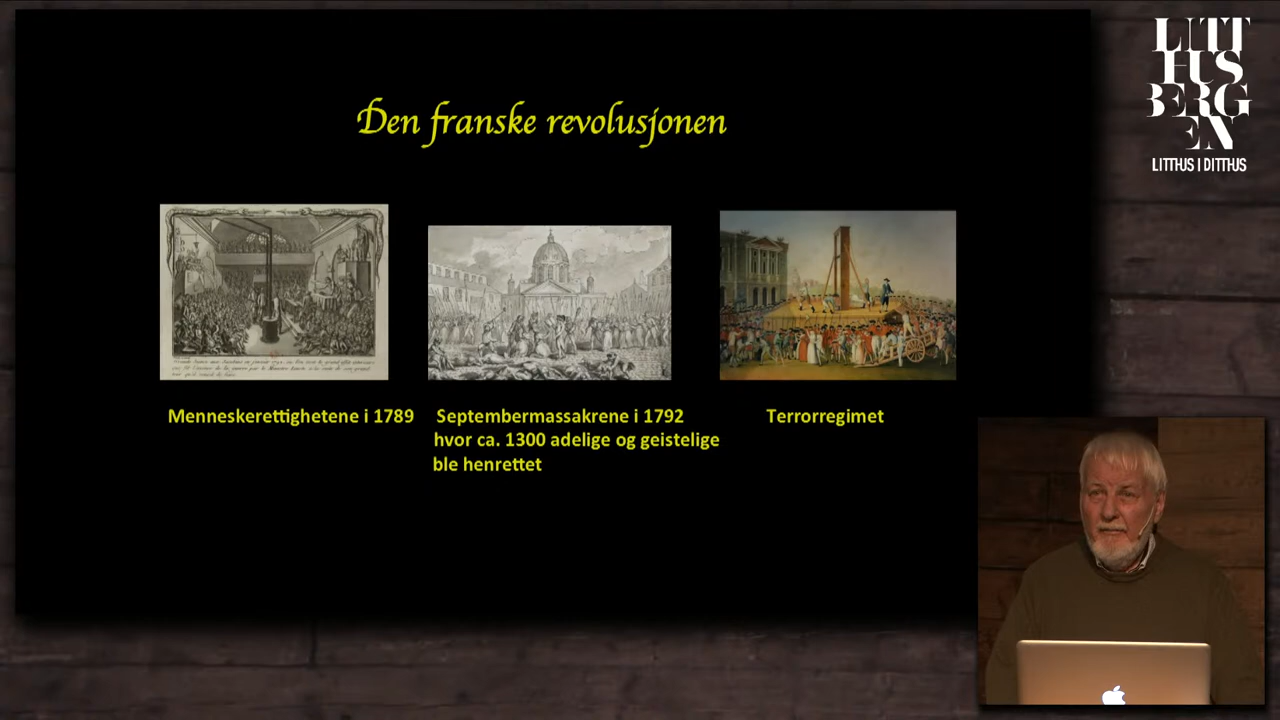 Den franske revolusjonen
LITT
HUS
BERG
EN
LITTHUS I DITTHUS
Menneskerettighetene i 1789
Septembermassakrene i 1792
hvor ca. 1300 adelige og geistelige
ble henrettet
Terrorregimet